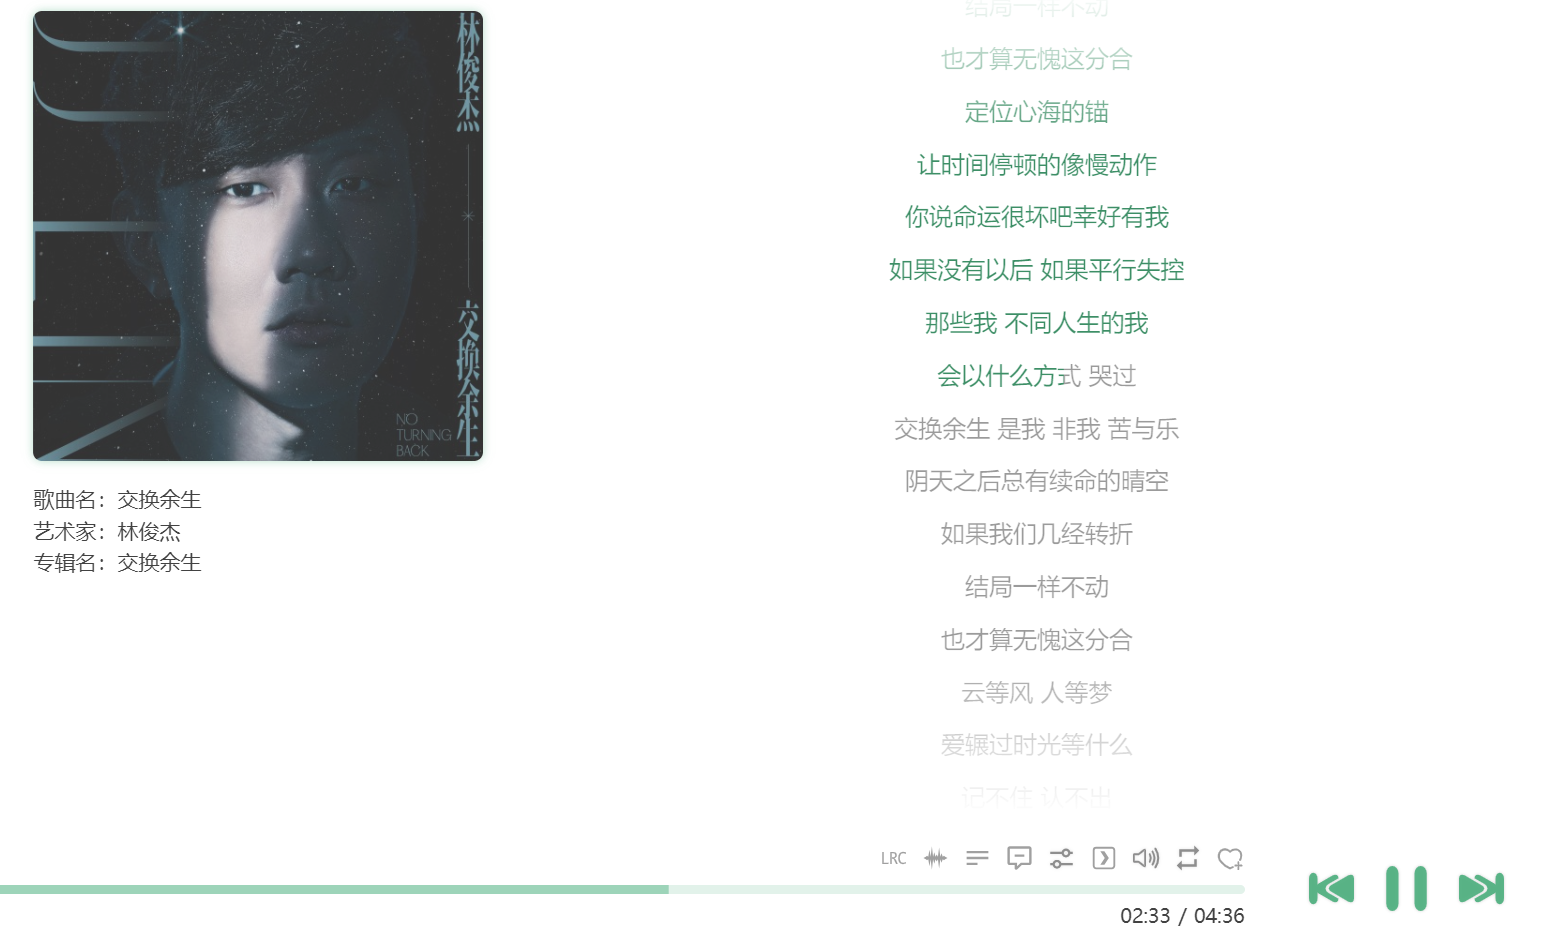 林俊杰
交换余生
NO
TURNING
BACK
歌曲名：交换余生
艺术家：林俊杰
专辑名：交换余生
结局一样不动
也才算无愧这分合
定位心海的锚
让时间停顿的像慢动作
你说命运很坏吧幸好有我
如果没有以后 如果平行失控
那些我 不同人生的我
会以什么方式 哭过
交换余生 是我 非我 苦与乐
阴天之后总有续命的晴空
如果我们几经转折
结局一样不动
也才算无愧这分合
云等风 人等梦
爱辗过时光等什么
记不住 认不出
LRC
02:33 / 04:36